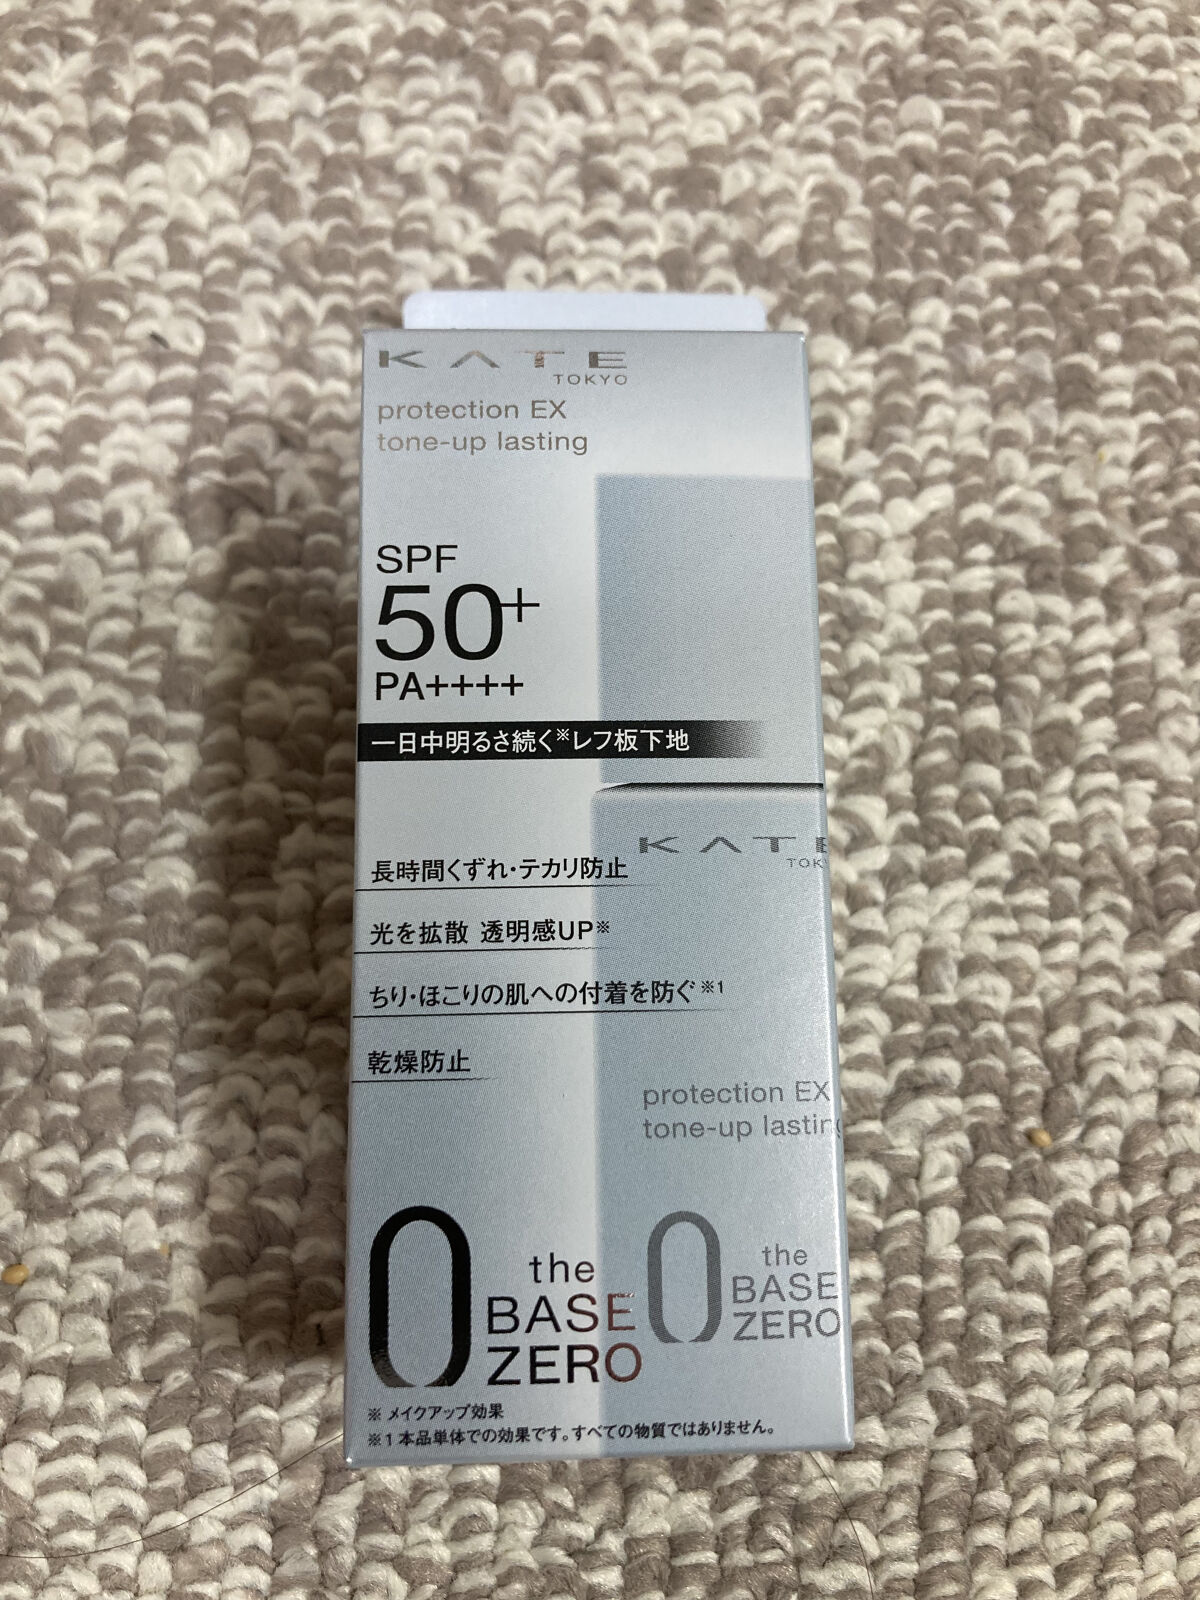 KATE
TOKYO
protection EX
tone-up lasting
SPF
50+
PA++++
一日中明るさ続く※レフ板下地
長時間くずれ・テカリ防止
光を拡散 透明感UP※
ちり・ほこりの肌への付着を防ぐ※1
乾燥防止
0 the
BASE
ZERO
※ メイクアップ効果
※1 本品単体での効果です。すべての物質ではありません。
KATE
TOK
protection EX
tone-up lasting
0 the
BASE
ZERO